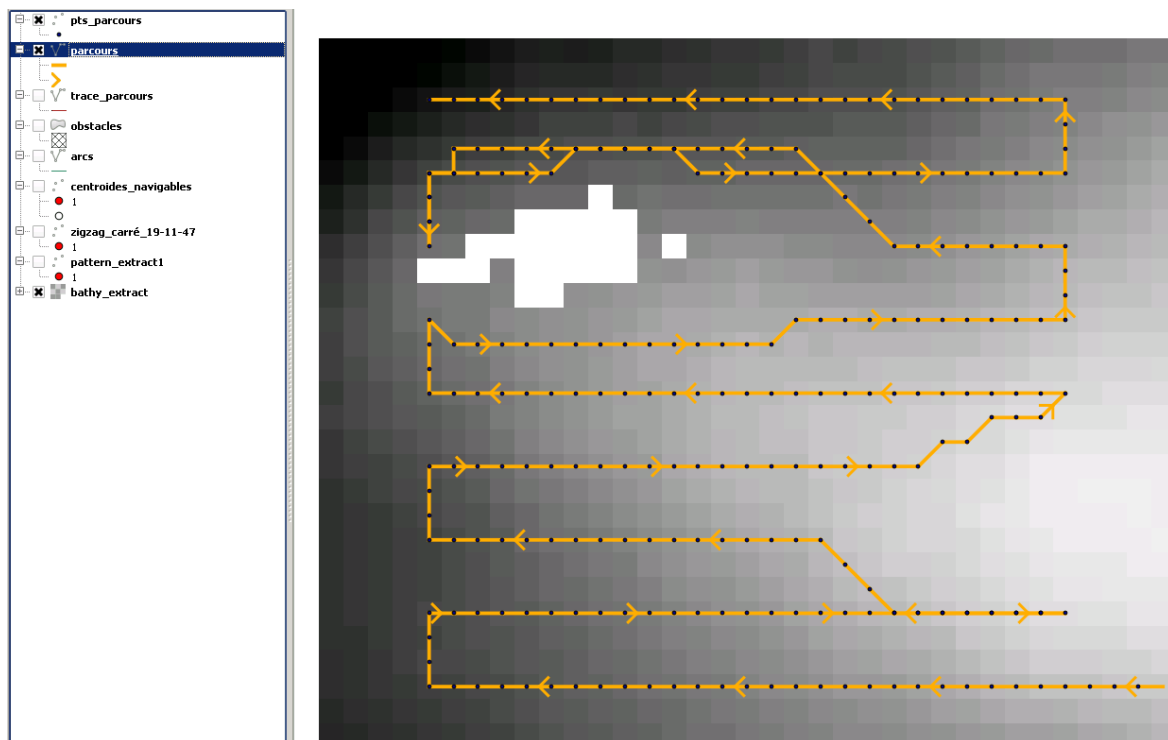 pts_parcours
parcours
trace_parcours
obstacles
arcs
centroides_navigables
1
zigzag_carré_19-11-47
1
pattern_extract1
1
bathy_extract